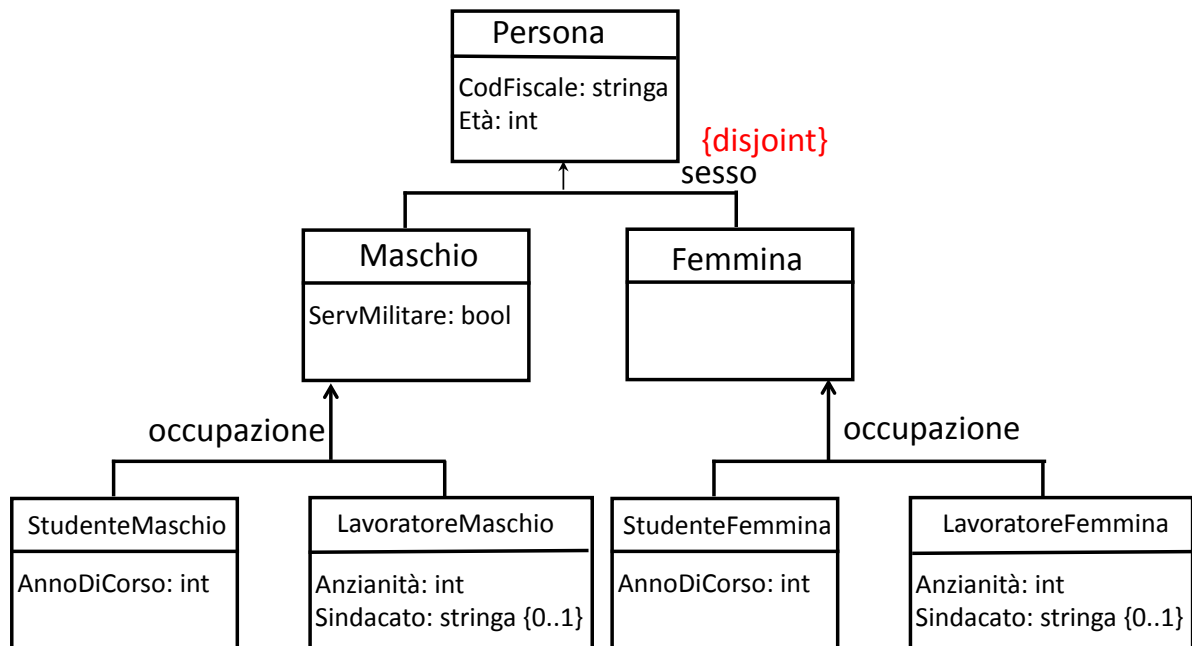 Persona
CodFiscale: stringa
Età: int
{disjoint}
sesso
Maschio
ServMilitare: bool
Femmina
occupazione
occupazione
StudenteMaschio
AnnoDiCorso: int
LavoratoreMaschio
Anzianità: int
Sindacato: stringa {0..1}
StudenteFemmina
AnnoDiCorso: int
LavoratoreFemmina
Anzianità: int
Sindacato: stringa {0..1}